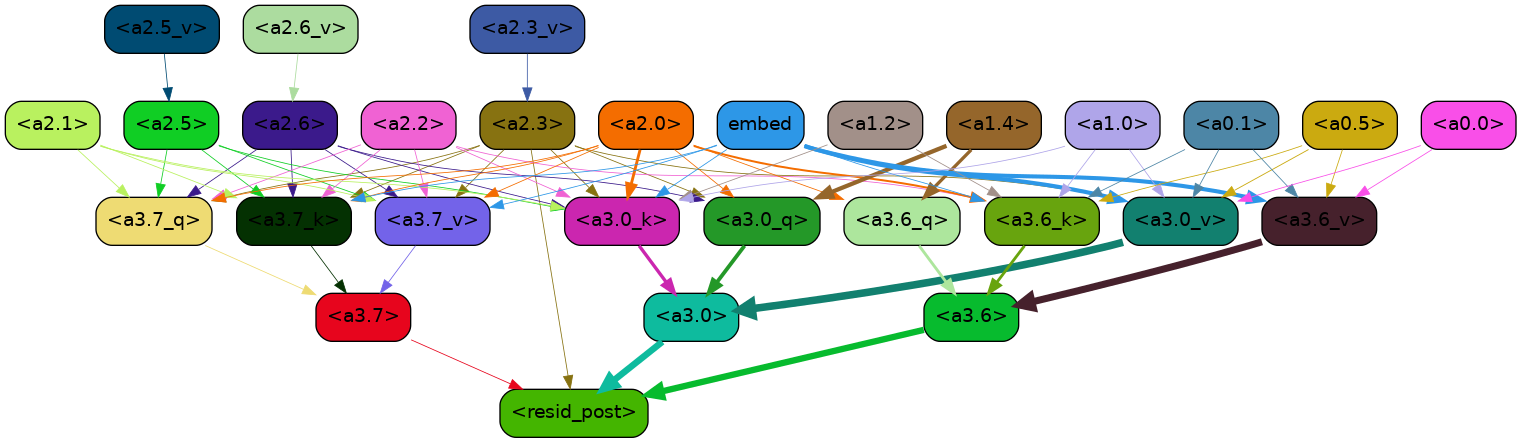 <a2.5_v> <a2.6_v> <a2.3_v>
<a2.1> <a2.5> <a2.6> <a2.2> <a2.3> <a2.0> embed <a1.2> <a1.4> <a1.0> <a0.1> <a0.5> <a0.0>
<a3.7_q> <a3.7_k> <a3.7_v> <a3.0_k> <a3.0_q> <a3.6_q> <a3.6_k> <a3.0_v> <a3.6_v>
<a3.7> <a3.0> <a3.6>
<resid_post>